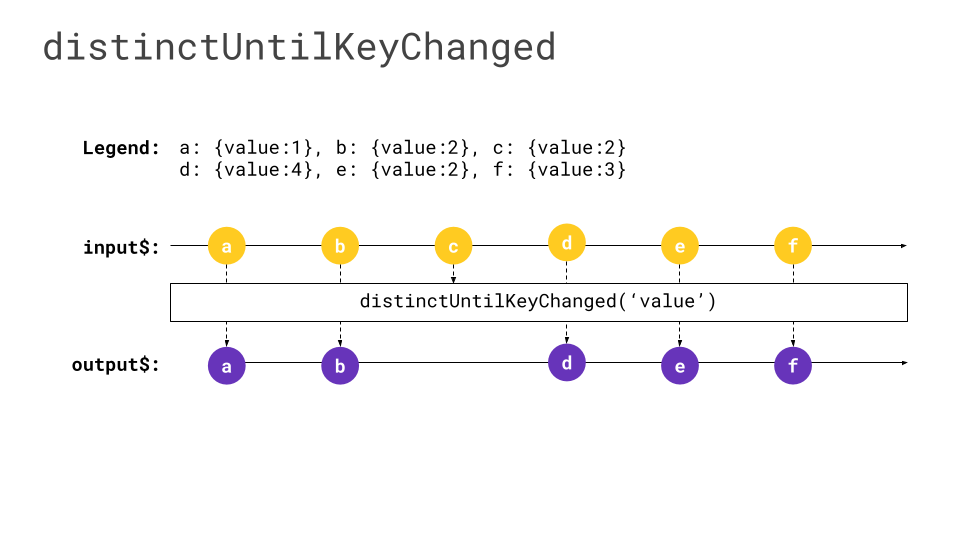 distinctUntilKeyChanged
Legend: a: {value:1}, b: {value:2}, c: {value:2}
d: {value:4}, e: {value:2}, f: {value:3}
input$: a b c d e f
distinctUntilKeyChanged(‘value’)
output$: a b d e f